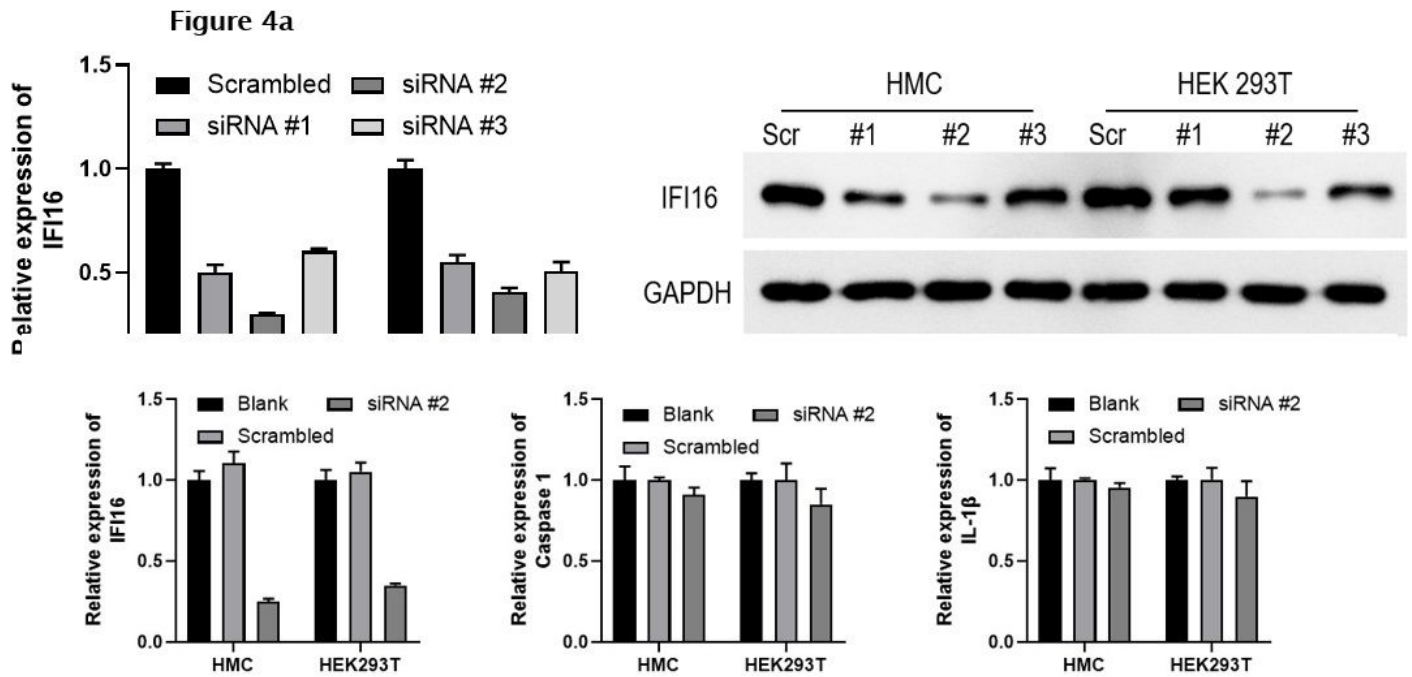 Figure 4a
Relative expression of
IFI16
1.5
1.0
0.5
Scrambled
siRNA #2
siRNA #1
siRNA #3
HMC
HEK 293T
Scr #1 #2 #3 Scr #1 #2 #3
IFI16
GAPDH
Relative expression of
IFI16
1.5
1.0
0.5
0.0
Blank
siRNA #2
Scrambled
HMC
HEK293T
Relative expression of
Caspase 1
1.5
1.0
0.5
0.0
Blank
siRNA #2
Scrambled
HMC
HEK293T
Relative expression of
IL-1β
1.5
1.0
0.5
0.0
Blank
siRNA #2
Scrambled
HMC
HEK293T